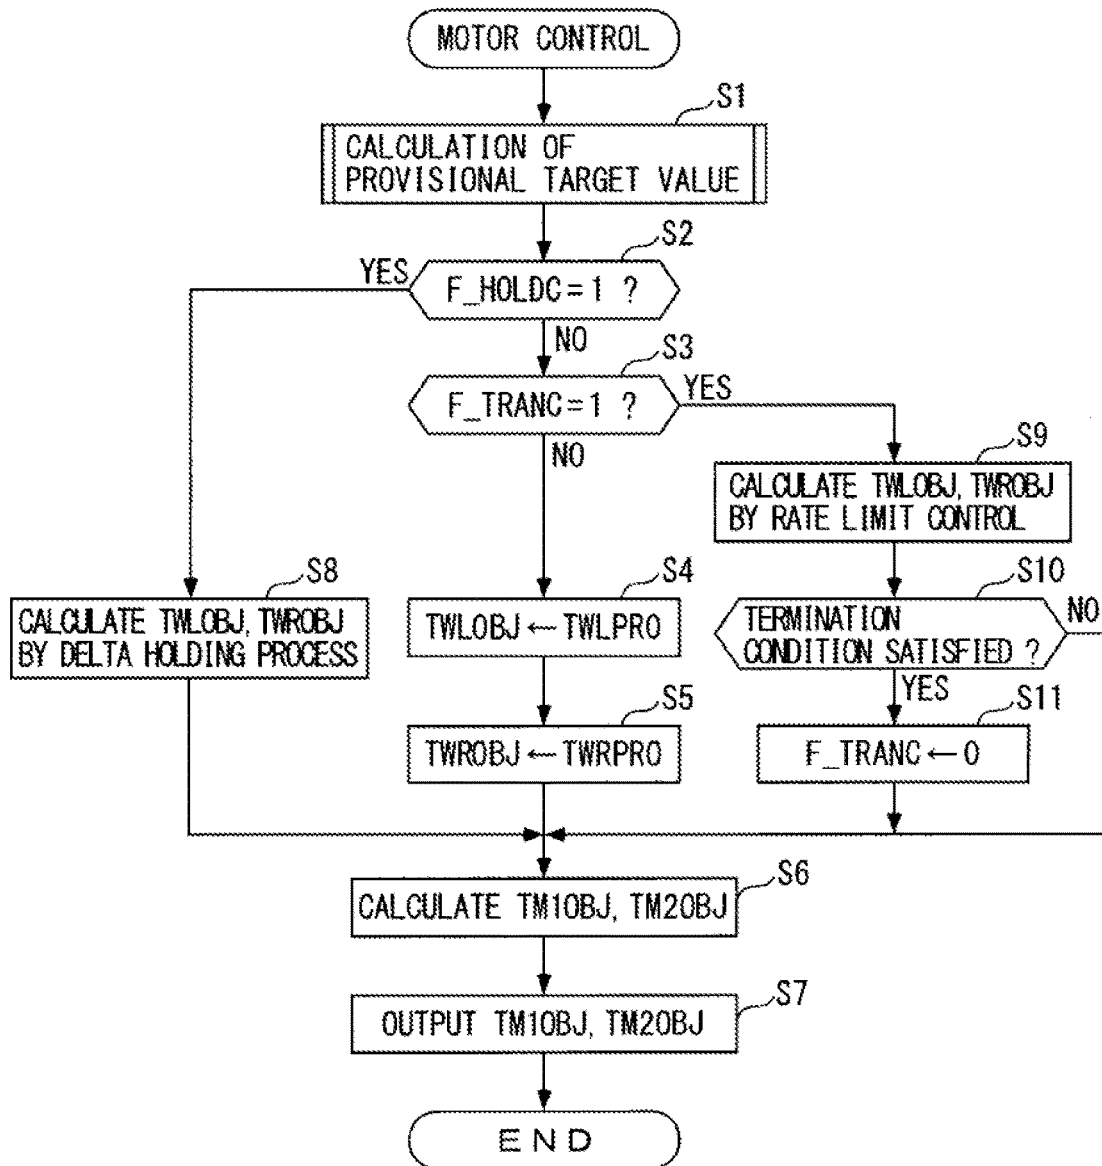 MOTOR CONTROL
S1
CALCULATION OF
PROVISIONAL TARGET VALUE
S2
YES
F_HOLDC=1 ?
NO
S3
F_TRANC=1 ?
YES
NO
S9
CALCULATE TWLOBJ, TWROBJ
BY RATE LIMIT CONTROL
S8
CALCULATE TWLOBJ, TWROBJ
BY DELTA HOLDING PROCESS
S4
TWLOBJ←TWLPRO
S10
TERMINATION
CONDITION SATISFIED ?
NO
YES
S5
TWROBJ←TWRPRO
S11
F_TRANC←0
S6
CALCULATE TM1OBJ, TM2OBJ
S7
OUTPUT TM1OBJ, TM2OBJ
END